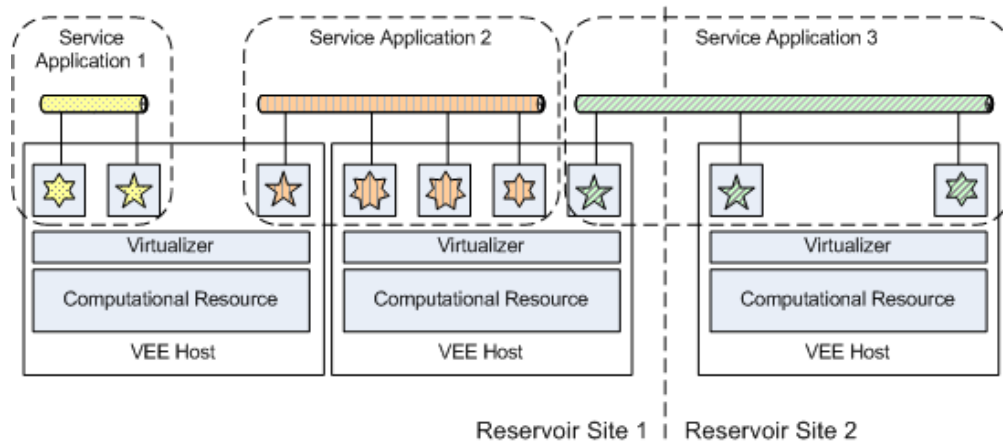 Service
Application 1
Service Application 2
Service Application 3
Virtualizer
Computational Resource
VEE Host
Virtualizer
Computational Resource
VEE Host
Virtualizer
Computational Resource
VEE Host
Reservoir Site 1
Reservoir Site 2